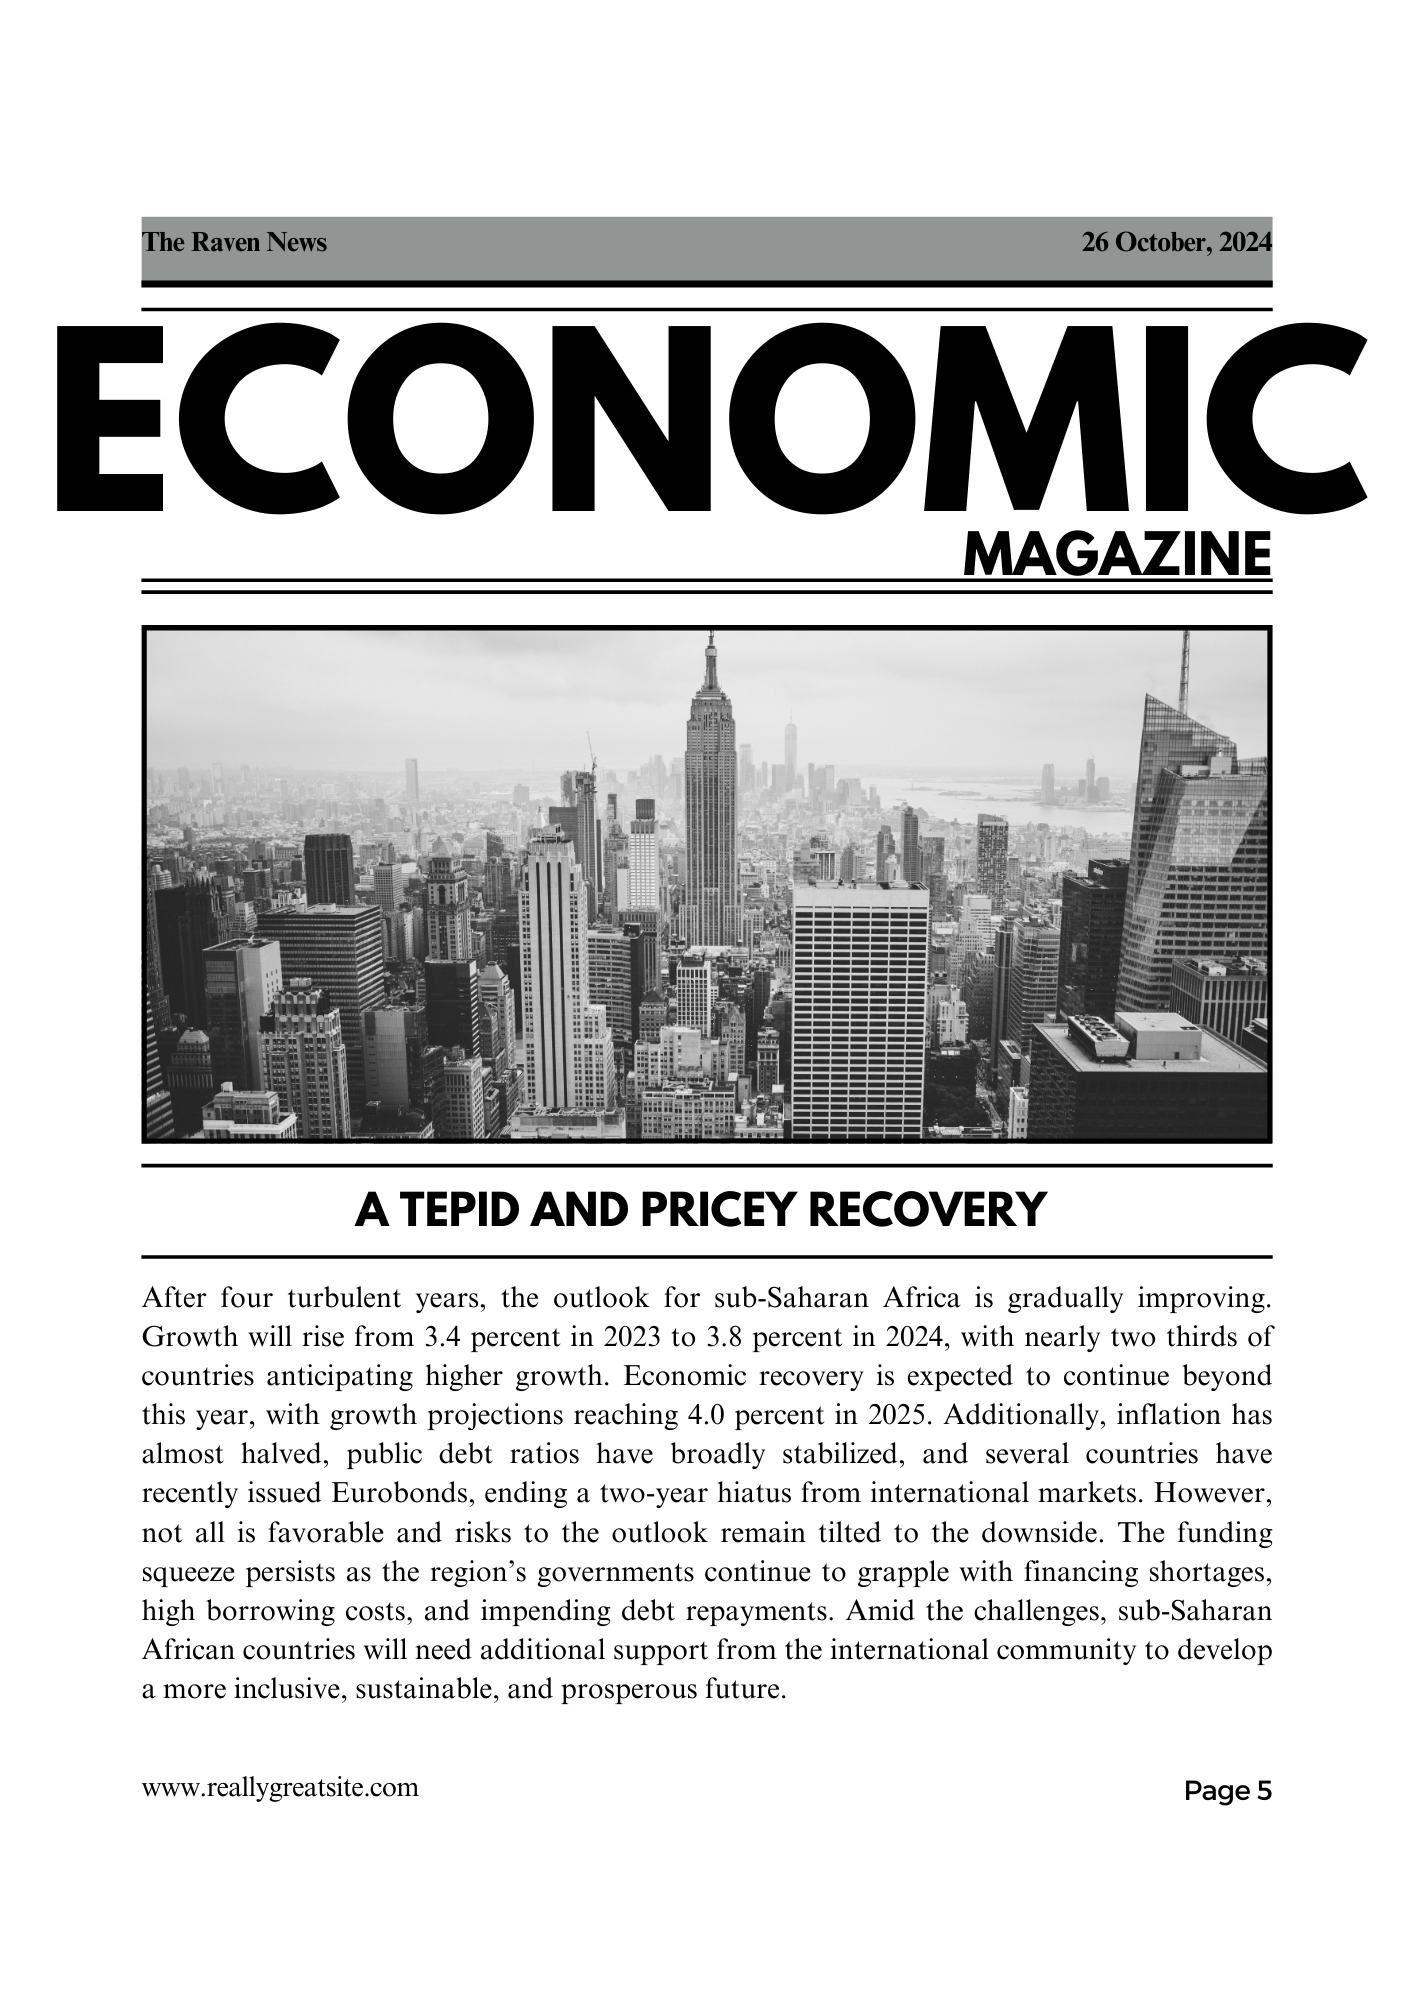 The Raven News
26 October, 2024
ECONOMIC
MAGAZINE
A TEPID AND PRICEY RECOVERY
After four turbulent years, the outlook for sub-Saharan Africa is gradually improving.
Growth will rise from 3.4 percent in 2023 to 3.8 percent in 2024, with nearly two thirds of
countries anticipating higher growth. Economic recovery is expected to continue beyond
this year, with growth projections reaching 4.0 percent in 2025. Additionally, inflation has
almost halved, public debt ratios have broadly stabilized, and several countries have
recently issued Eurobonds, ending a two-year hiatus from international markets. However,
not all is favorable and risks to the outlook remain tilted to the downside. The funding
squeeze persists as the region’s governments continue to grapple with financing shortages,
high borrowing costs, and impending debt repayments. Amid the challenges, sub-Saharan
African countries will need additional support from the international community to develop
a more inclusive, sustainable, and prosperous future.
www.reallygreatsite.com
Page 5